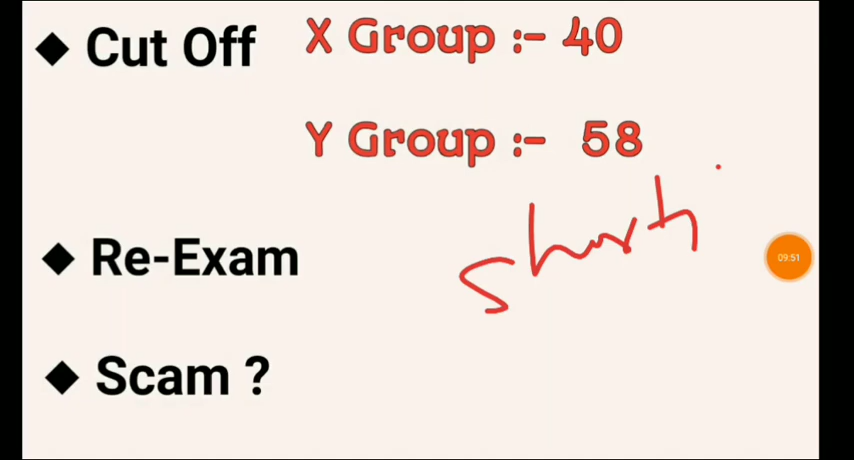 ◆ Cut Off X Group :- 40
Y Group :- 58
◆ Re-Exam
Short
09:51
◆ Scam ?